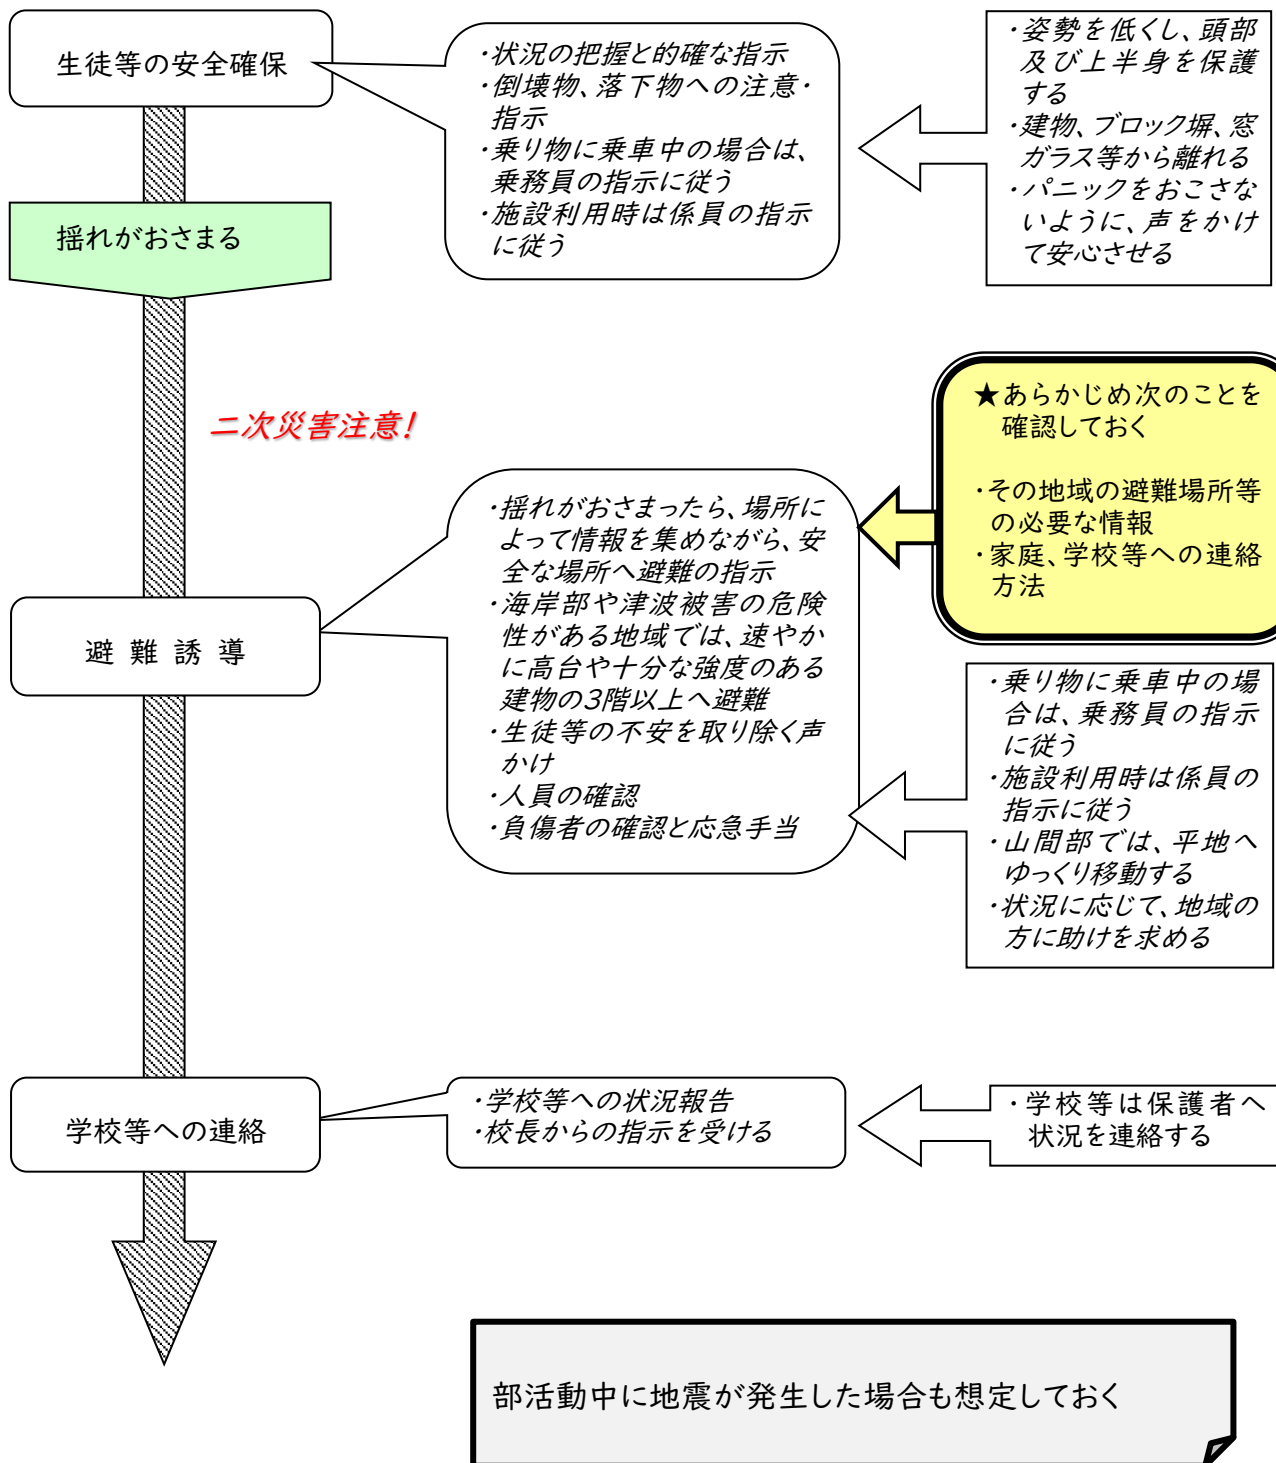 生徒等の安全確保
・状況の把握と的確な指示
・倒壊物、落下物への注意・
指示
・乗り物に乗車中の場合は、
乗務員の指示に従う
・施設利用時は係員の指示
に従う
・姿勢を低くし、頭部
及び上半身を保護
する
・建物、ブロック塀、窓
ガラス等から離れる
・パニックをおこさな
いように、声をかけ
て安心させる
揺れがおさまる
二次災害注意！
★あらかじめ次のことを
確認しておく
・その地域の避難場所等
の必要な情報
・家庭、学校等への連絡
方法
避難誘導
・揺れがおさまったら、場所に
よって情報を集めながら、安
全な場所へ避難の指示
・海岸部や津波被害の危険
性がある地域では、速やか
に高台や十分な強度のある
建物の3階以上へ避難
・生徒等の不安を取り除く声
かけ
・人員の確認
・負傷者の確認と応急手当
・乗り物に乗車中の場
合は、乗務員の指示
に従う
・施設利用時は係員の
指示に従う
・山間部では、平地へ
ゆっくり移動する
・状況に応じて、地域の
方に助けを求める
学校等への連絡
・学校等への状況報告
・校長からの指示を受ける
・学校等は保護者へ
状況を連絡する
部活動中に地震が発生した場合も想定しておく